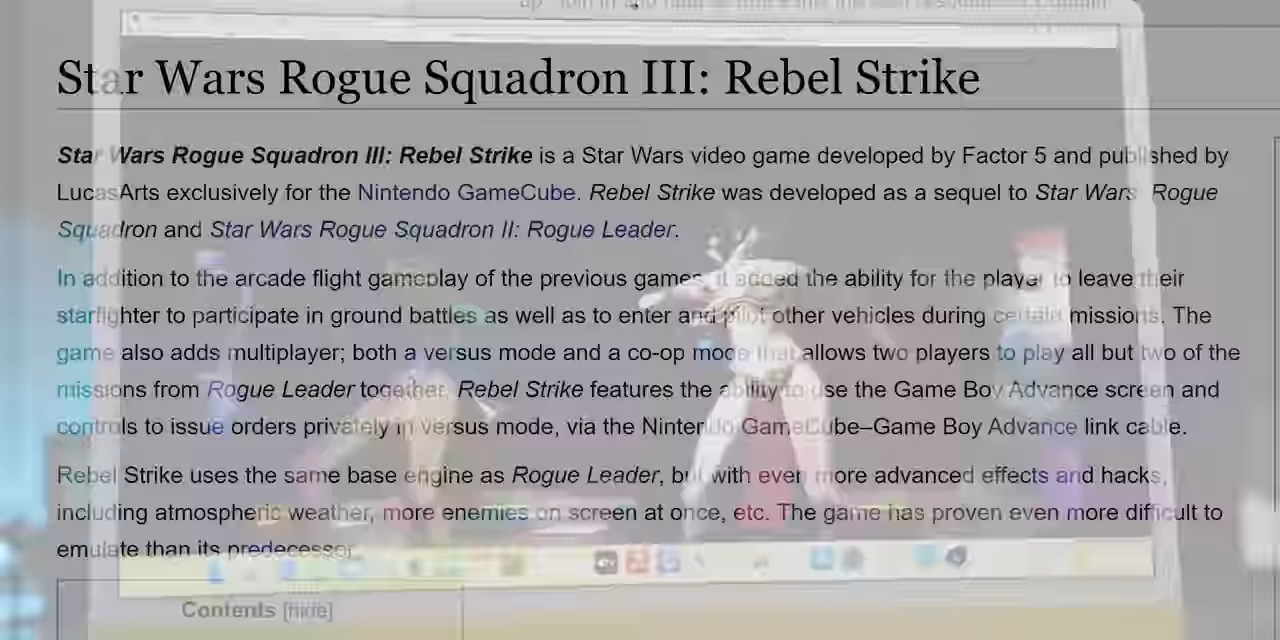 Star Wars Rogue Squadron III: Rebel Strike
Star Wars Rogue Squadron III: Rebel Strike is a Star Wars video game developed by Factor 5 and published by
LucasArts exclusively for the Nintendo GameCube. Rebel Strike was developed as a sequel to Star Wars Rogue
Squadron and Star Wars Rogue Squadron II: Rogue Leader.
In addition to the arcade flight gameplay of the previous games, it added the ability for the player to leave their
starfighter to participate in ground battles as well as to enter and pilot other vehicles during certain missions. The
game also adds multiplayer; both a versus mode and a co-op mode that allows two players to play all but two of the
missions from Rogue Leader together. Rebel Strike features the ability to use the Game Boy Advance screen and
controls to issue orders privately in versus mode, via the Nintendo GameCube–Game Boy Advance link cable.
Rebel Strike uses the same base engine as Rogue Leader, but with even more advanced effects and hacks,
including atmospheric weather, more enemies on screen at once, etc. The game has proven even more difficult to
emulate than its predecessor.
Contents [hide]